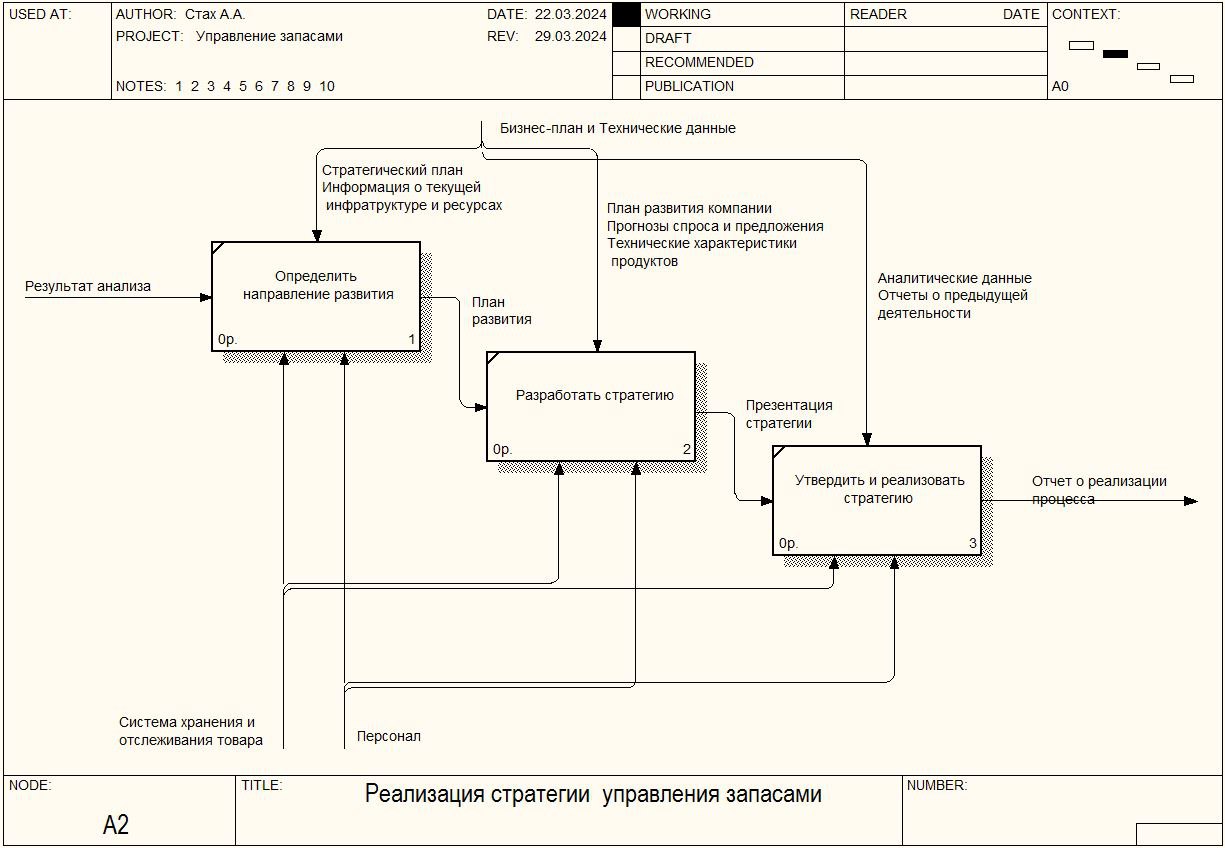 USED AT:
AUTHOR: Стах А.А.
DATE: 22.03.2024
WORKING
READER
DATE
CONTEXT:
PROJECT: Управление запасами
REV: 29.03.2024
DRAFT
RECOMMENDED
NOTES: 1 2 3 4 5 6 7 8 9 10
PUBLICATION
A0
Бизнес-план и Технические данные
Стратегический план
Информация о текущей
инфратруктуре и ресурсах
План развития компании
Прогнозы спроса и предложения
Технические характеристики
продуктов
Аналитические данные
Отчеты о предыдущей
деятельности
Результат анализа
Определить
направление развития
0р.
1
План
развития
Разработать стратегию
0р.
2
Презентация
стратегии
Утвердить и реализовать
стратегию
0р.
3
Отчет о реализации
процесса
Система хранения и
отслеживания товара
Персонал
NODE:
TITLE:
NUMBER:
Реализация стратегии управления запасами
A2